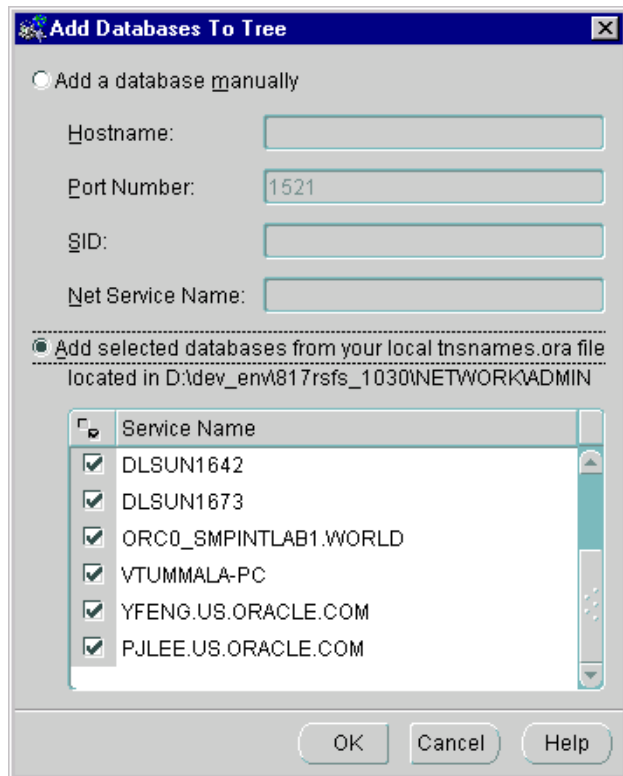 Add Databases To Tree
Add a database manually
Hostname:
Port Number: 1521
SID:
Net Service Name:
Add selected databases from your local tnsnames.ora file
located in D:\dev_env\817rsfs_1030\NETWORK\ADMIN
Service Name
DLSUN1642
DLSUN1673
ORC0_SMPINTLAB1.WORLD
VTUMMALA-PC
YFENG.US.ORACLE.COM
PJLEE.US.ORACLE.COM
OK Cancel Help